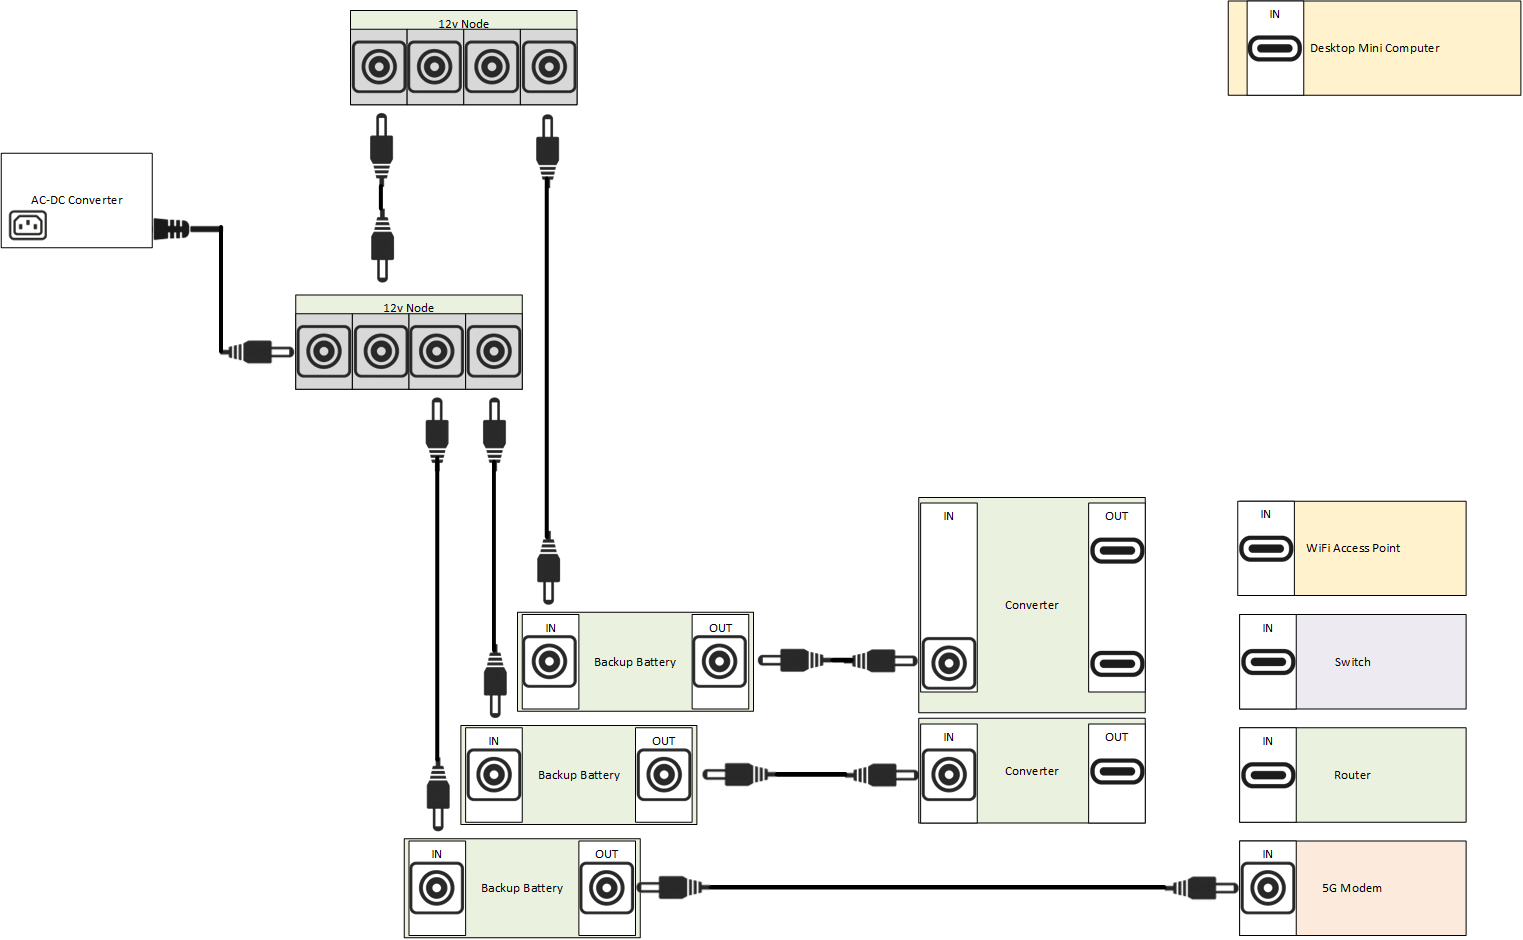 12v Node
IN
Desktop Mini Computer
AC-DC Converter
12v Node
IN
OUT
Converter
IN
WiFi Access Point
IN
OUT
Backup Battery
IN
Switch
IN
OUT
Backup Battery
IN
OUT
Converter
IN
Router
IN
OUT
Backup Battery
IN
5G Modem